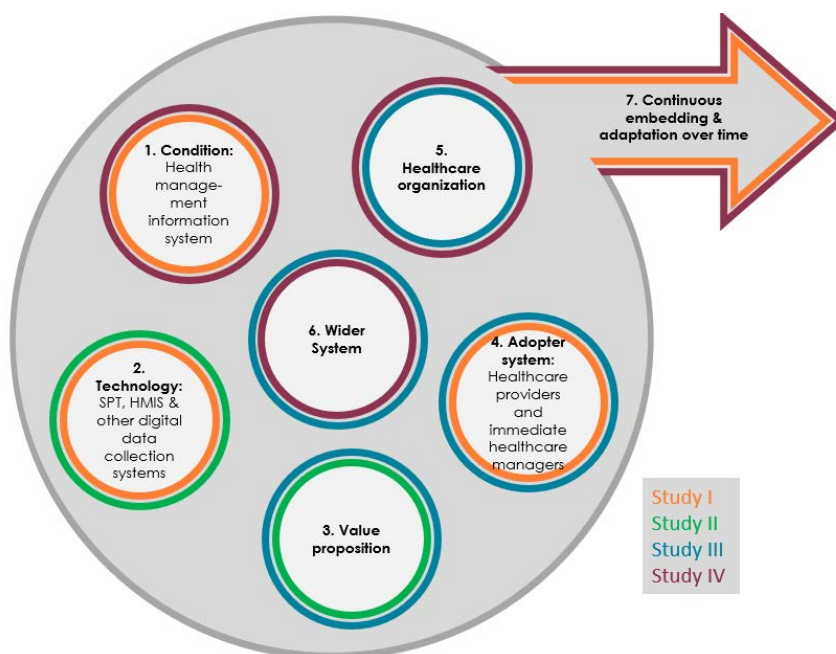 1. Condition:
Health
manage-
ment
information
system
5.
Healthcare
organization
7. Continuous
embedding &
adaptation over time
6. Wider
System
2.
Technology:
SPT, HMIS &
other digital
data
collection
systems
4. Adopter
system:
Healthcare
providers
and
immediate
healthcare
managers
3. Value
proposition
Study I
Study II
Study III
Study IV